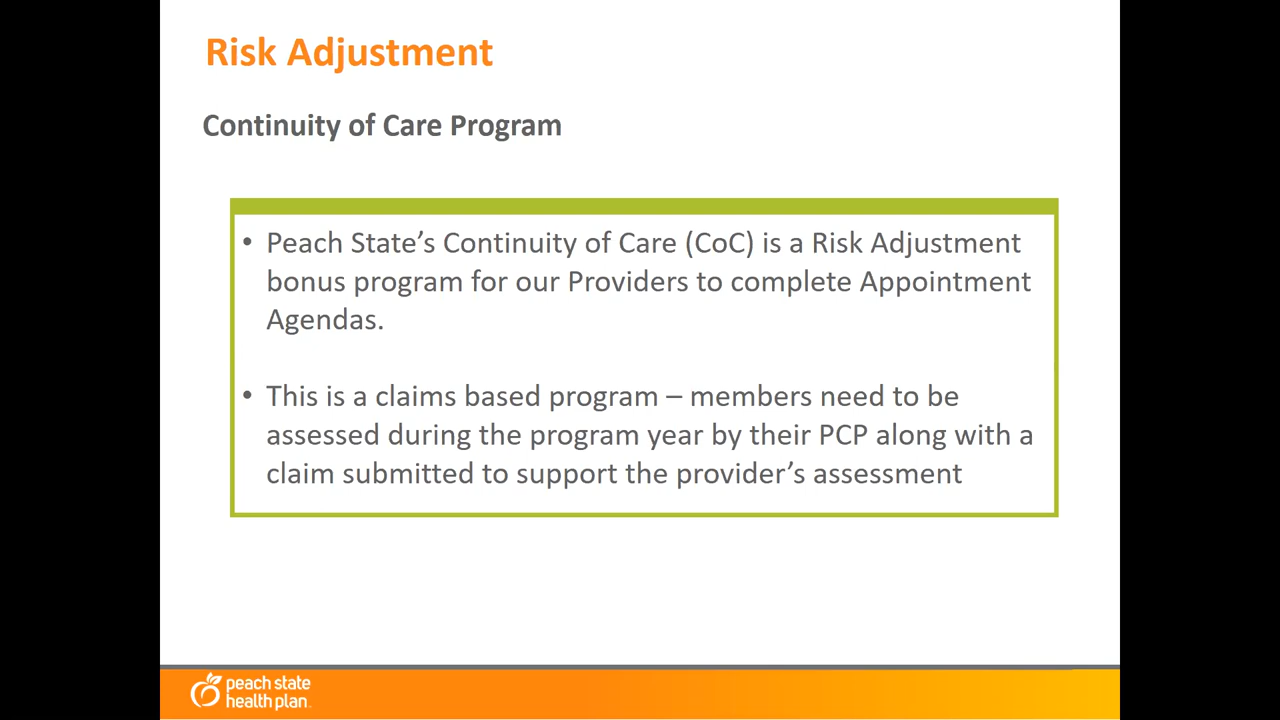 Risk Adjustment
Continuity of Care Program
• Peach State’s Continuity of Care (CoC) is a Risk Adjustment
bonus program for our Providers to complete Appointment
Agendas.
• This is a claims based program – members need to be
assessed during the program year by their PCP along with a
claim submitted to support the provider’s assessment
peach state
health plan